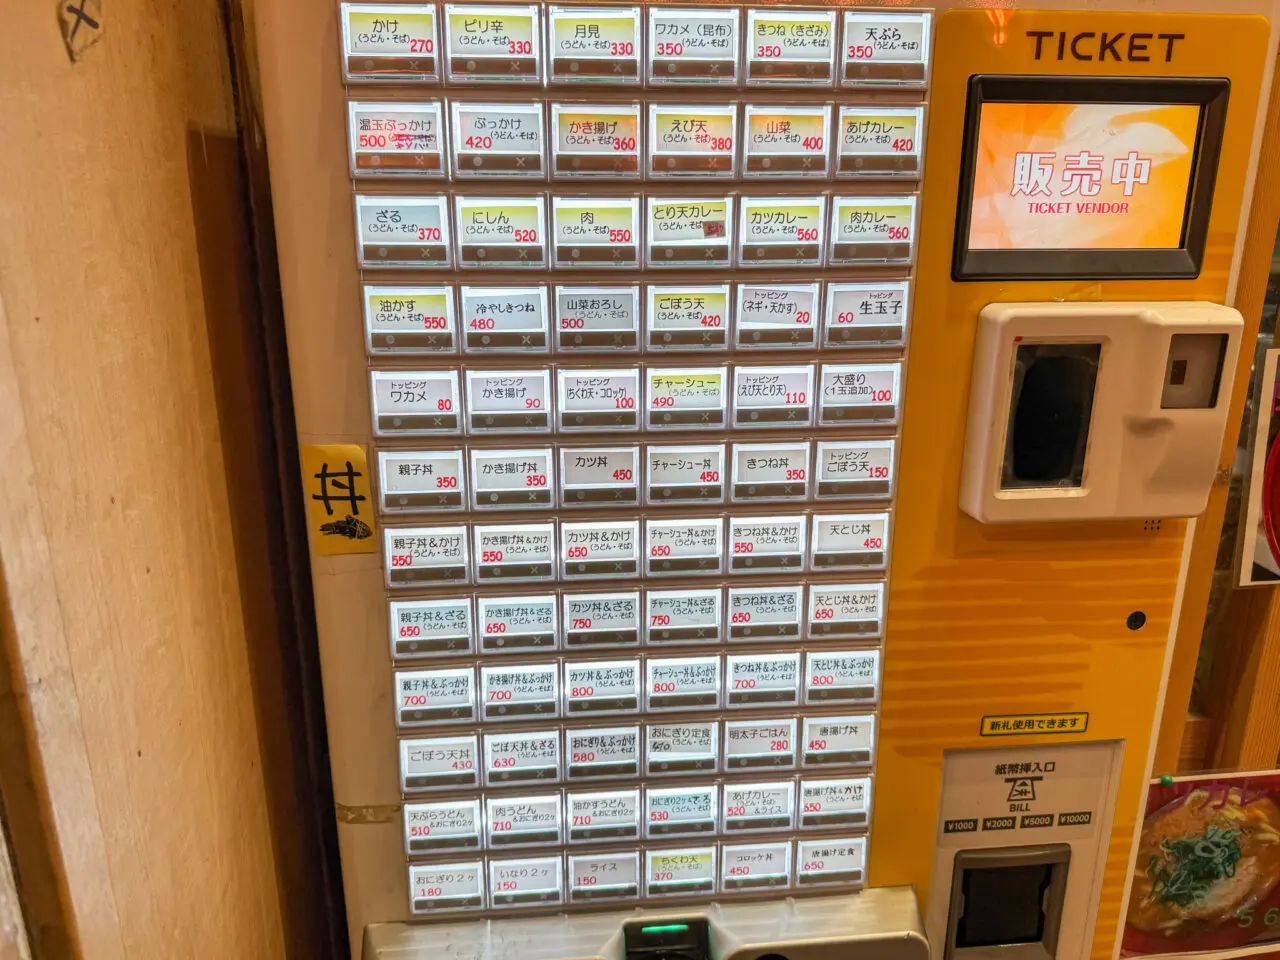 かけ
(うどん・そば)270
ピリ辛
(うどん・そば)330
月見
(うどん・そば)330
ワカメ(昆布)
350(うどん・そば)
きつね(きざみ)
350(うどん・そば)
天ぷら
350(うどん・そば)
温玉ぶっかけ
500
ぶっかけ
420(うどん・そば)
かき揚げ
(うどん・そば)360
えび天
(うどん・そば)380
山菜
(うどん・そば)400
あげカレー
(うどん・そば)420
ざる
(うどん・そば)370
にしん
(うどん・そば)520
肉
(うどん・そば)550
とり天カレー
(うどん・そば)
カツカレー
(うどん・そば)560
肉カレー
(うどん・そば)560
油かす
(うどん・そば)550
冷やしきつね
480(うどん・そば)
山菜おろし
500(うどん・そば)
ごぼう天
(うどん・そば)420
トッピング
(ネギ・天かす)
20
トッピング
60 生玉子
トッピング
ワカメ 80
トッピング
かき揚げ
90
トッピング
(ちくわ天・コロッケ)
100
チャーシュー
490(うどん・そば)
トッピング
(えび天とり天)
110
大盛り
(1玉追加)100
親子丼
350
かき揚げ丼
350
カツ丼
450
チャーシュー丼
450
きつね丼
350
トッピング
ごぼう天150
親子丼&かけ
550(うどん・そば)
かき揚げ丼&かけ
550(うどん・そば)
カツ丼&かけ
650(うどん・そば)
チャーシュー丼&かけ
650(うどん・そば)
きつね丼&かけ
550(うどん・そば)
天とじ丼
450
親子丼&ざる
650(うどん・そば)
かき揚げ丼&ざる
650(うどん・そば)
カツ丼&ざる
750(うどん・そば)
チャーシュー丼&ざる
750(うどん・そば)
きつね丼&ざる
650(うどん・そば)
天とじ丼&かけ
650(うどん・そば)
親子丼&ぶっかけ
700(うどん・そば)
かき揚げ丼&ぶっかけ
700(うどん・そば)
カツ丼&ぶっかけ
800(うどん・そば)
チャーシュー丼&ぶっかけ
800(うどん・そば)
きつね丼&ぶっかけ
700(うどん・そば)
天とじ丼&ぶっかけ
800(うどん・そば)
ごぼう天丼
430
ごぼ天丼&ざる
630(うどん・そば)
おにぎり&ぶっかけ
580(うどん・そば)
おにぎり定食
(うどん・そば)
明太子ごはん
280
唐揚げ丼
450
天ぷらうどん
510&おにぎり2ヶ
肉うどん
710&おにぎり2ヶ
油かすうどん
710&おにぎり2ヶ
おにぎり2ヶ&ざる
530(うどん・そば)
あげカレー
(うどん・そば)
520&ライス
唐揚げ丼&かけ
550(うどん・そば)
おにぎり2ヶ
180
いなり2ヶ
150
ライス
150
ちくわ天
(うどん・そば)
370
コロッケ丼
450
唐揚げ定食
650
丼
TICKET
販売中
TICKET VENDOR
新札使用できます
紙幣挿入口
BILL
¥1000 ¥2000 ¥5000 ¥10000